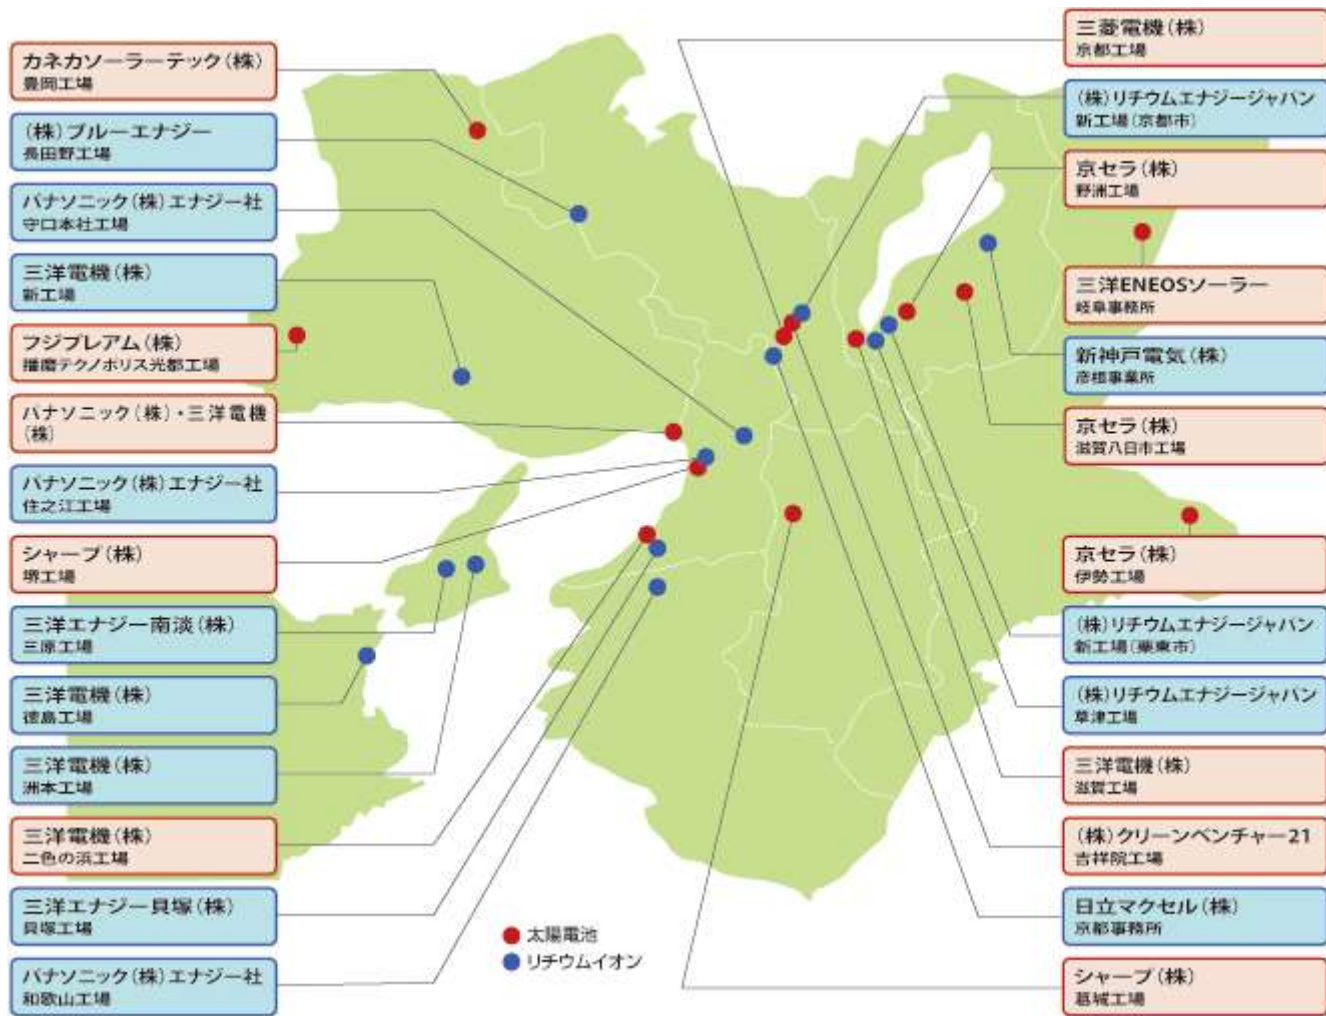 カネカソーラーテック(株)
豊岡工場
(株)ブルーエナジー
長田野工場
パナソニック(株)エナジー社
守口本社工場
三洋電機(株)
新工場
フジプレアム(株)
播磨テクノポリス光都工場
パナソニック(株)・三洋電機
(株)
パナソニック(株)エナジー社
住之江工場
シャープ(株)
堺工場
三洋エナジー南淡(株)
三原工場
三洋電機(株)
徳島工場
三洋電機(株)
洲本工場
三洋電機(株)
二色の浜工場
三洋エナジー貝塚(株)
貝塚工場
パナソニック(株)エナジー社
和歌山工場
太陽電池
リチウムイオン
三菱電機(株)
京都工場
(株)リチウムエナジージャパン
新工場(京都市)
京セラ(株)
野洲工場
三洋ENEOSソーラー
岐阜事務所
新神戸電気(株)
彦根事業所
京セラ(株)
滋賀八日市工場
京セラ(株)
伊勢工場
(株)リチウムエナジージャパン
新工場(栗東市)
(株)リチウムエナジージャパン
草津工場
三洋電機(株)
滋賀工場
(株)クリーンベンチャー21
吉祥院工場
日立マクセル(株)
京都事務所
シャープ(株)
葛城工場